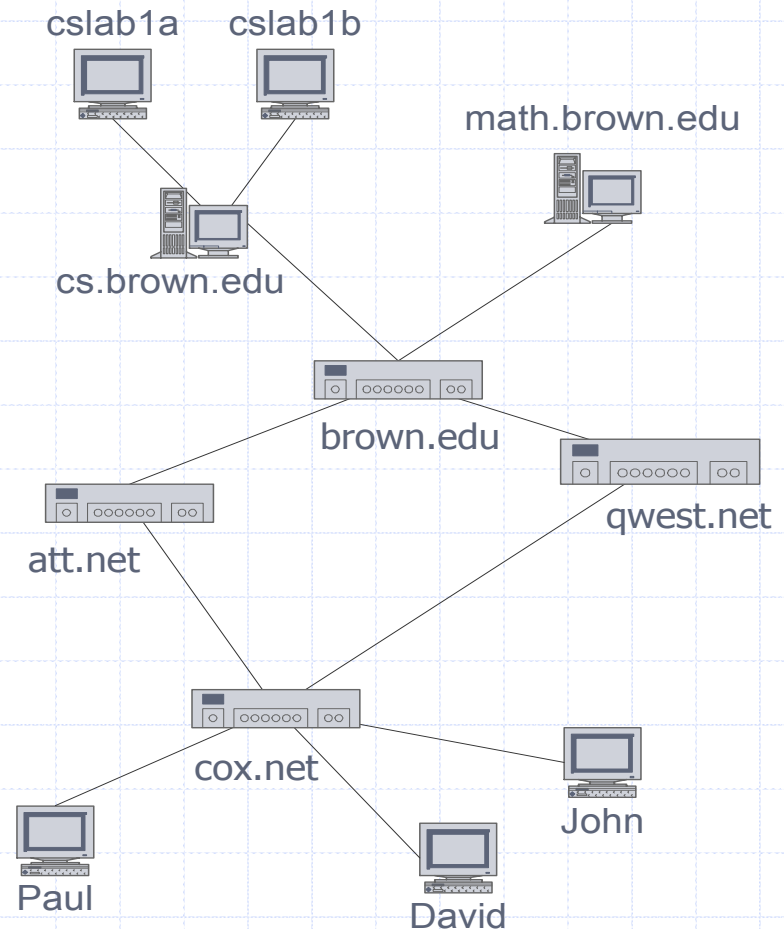 cslab1a cslab1b
math.brown.edu
cs.brown.edu
brown.edu
qwest.net
att.net
cox.net
John
Paul
David